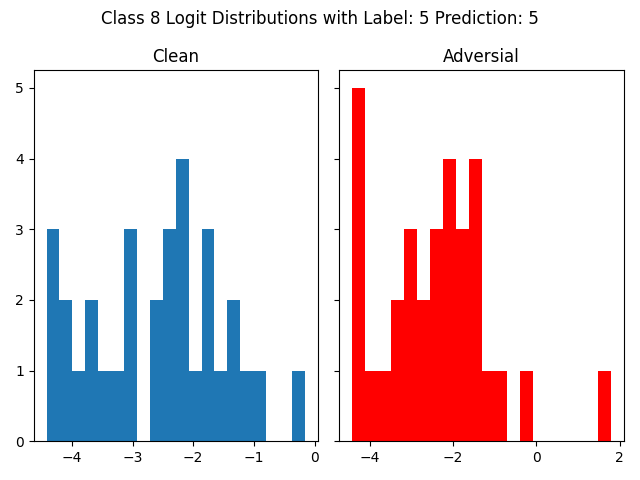 Class 8 Logit Distributions with Label: 5 Prediction: 5
Clean
Adversial
5
4
3
2
1
0
−4 −3 −2 −1 0
−4 −2 0 2